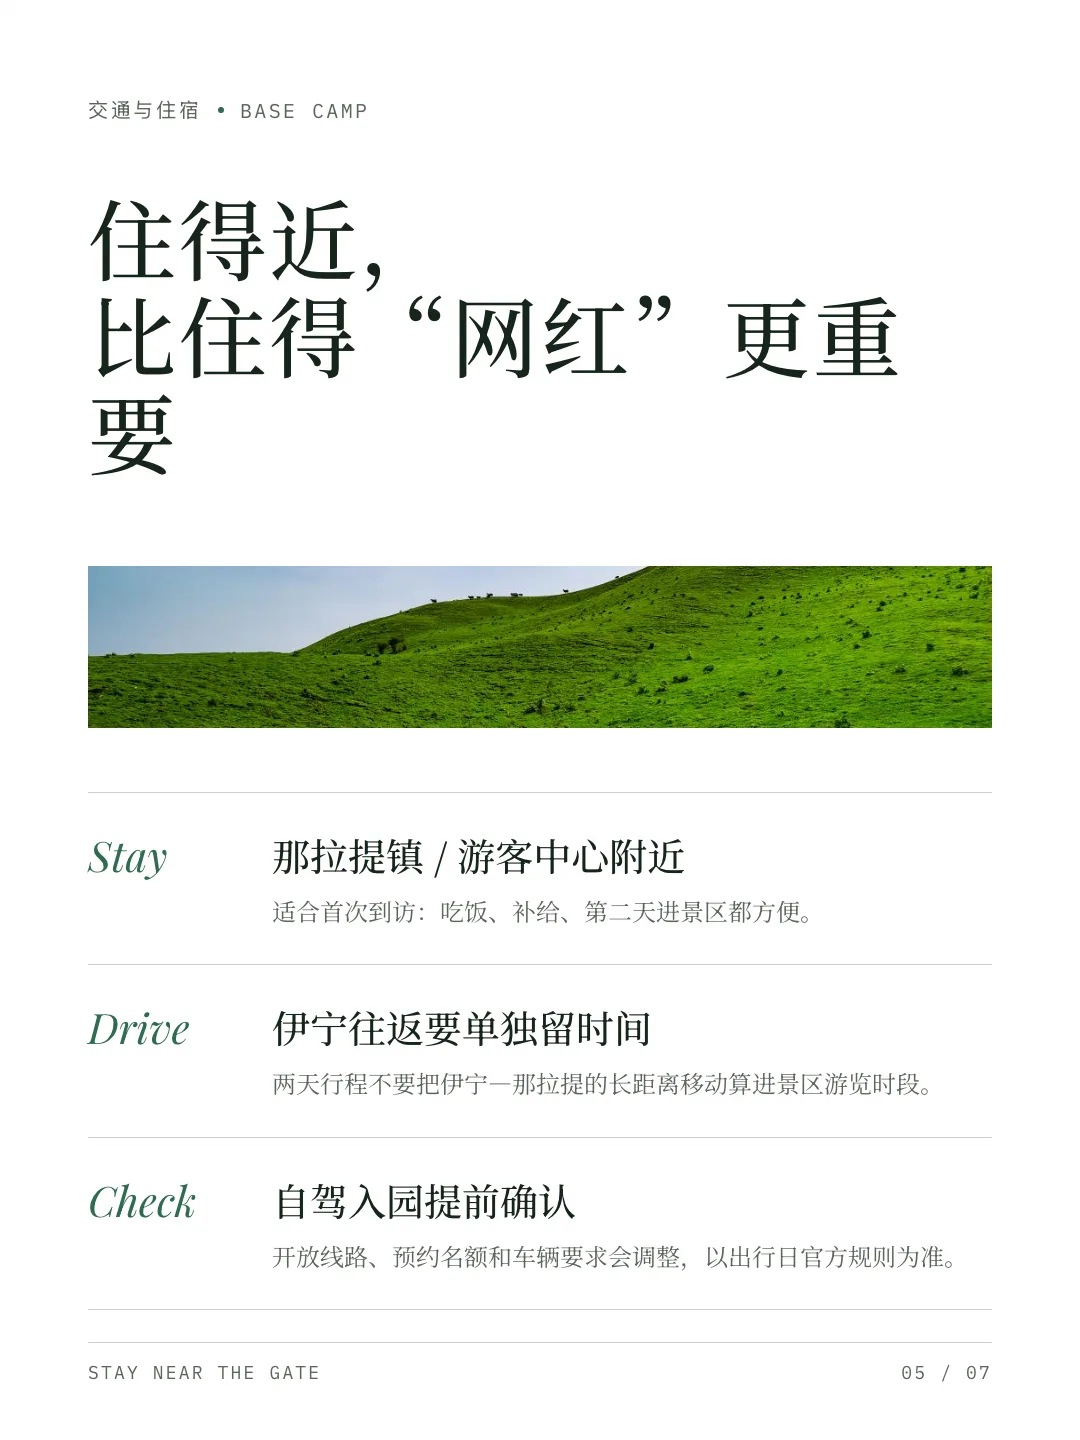 交通与住宿 • BASE CAMP
住得近，
比住得“网红”更重
要
Stay
那拉提镇 / 游客中心附近
适合首次到访：吃饭、补给、第二天进景区都方便。
Drive
伊宁往返要单独留时间
两天行程不要把伊宁—那拉提的长距离移动算进景区游览时段。
Check
自驾入园提前确认
开放线路、预约名额和车辆要求会调整，以出行日官方规则为准。
STAY NEAR THE GATE
05 / 07